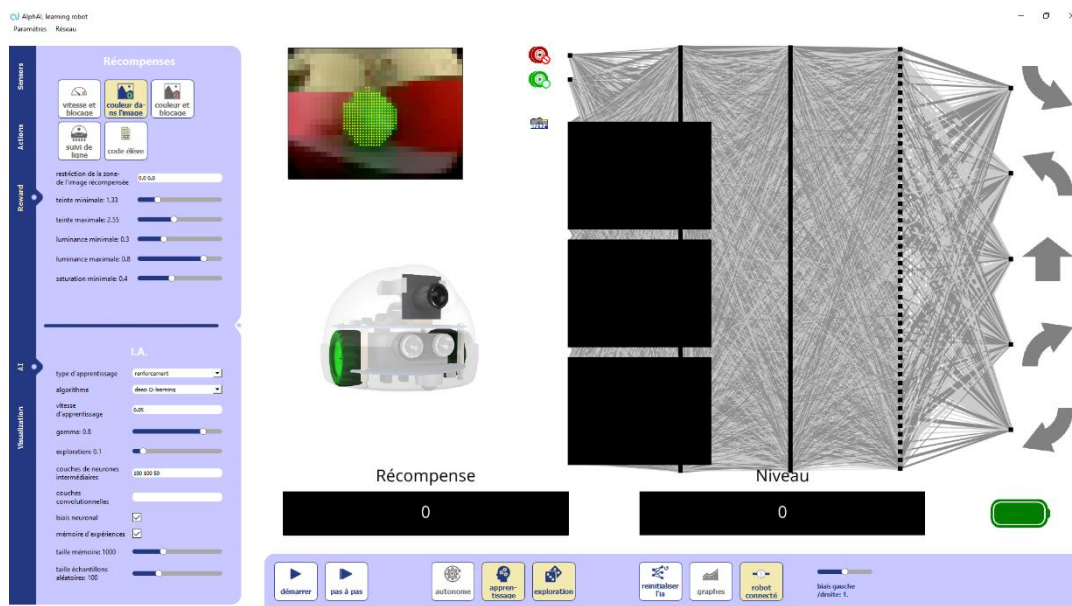 AlphAI, learning robot
Paramètres Réseau
Sensors
Actions
Reward
AI
Visualization
Récompenses
vitesse et
blocage
couleur da-
ns l'image
couleur et
blocage
suivi de
ligne
code élève
restriction de la zone-
de l'image récompensée
0,0 0,0
teinte minimale: 1.33
teinte maximale: 2.55
luminance minimale: 0.3
luminance maximale: 0.8
saturation minimale: 0.4
I.A.
type d'apprentissage
renforcement
algorithme
deep Q-learning
vitesse
d'apprentissage
0.05
gamma: 0.8
exploration: 0.1
couches de neurones
intermédiaires
100 100 50
couches
convolutionnelles
biais neuronal
mémoire d'expériences
taille mémoire: 1000
taille échantillons
aléatoires: 100
Récompense
0
Niveau
0
démarrer
pas à pas
autonome
appren-
tissage
exploration
reinitialiser
l'ia
graphes
robot
connecté
biais gauche
/droite: 1.